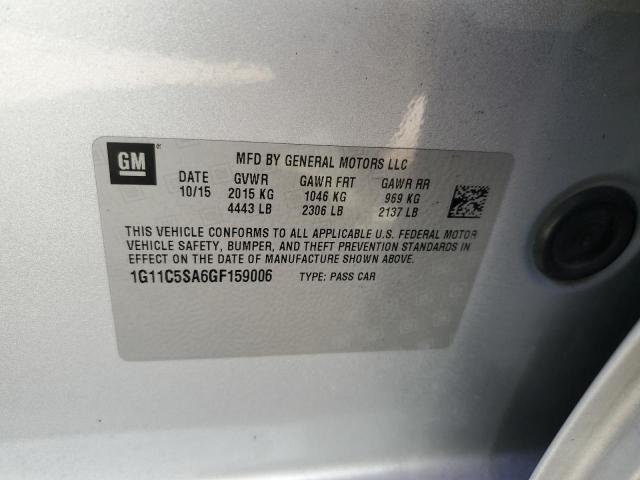 GM
MFD BY GENERAL MOTORS LLC
DATE GVWR GAWR FRT GAWR RR
10/15 2015 KG 1046 KG 969 KG
4443 LB 2306 LB 2137 LB
THIS VEHICLE CONFORMS TO ALL APPLICABLE U.S. FEDERAL MOTOR
VEHICLE SAFETY, BUMPER, AND THEFT PREVENTION STANDARDS IN
EFFECT ON THE DATE OF MANUFACTURE SHOWN ABOVE.
1G11C5SA6GF159006 TYPE: PASS CAR